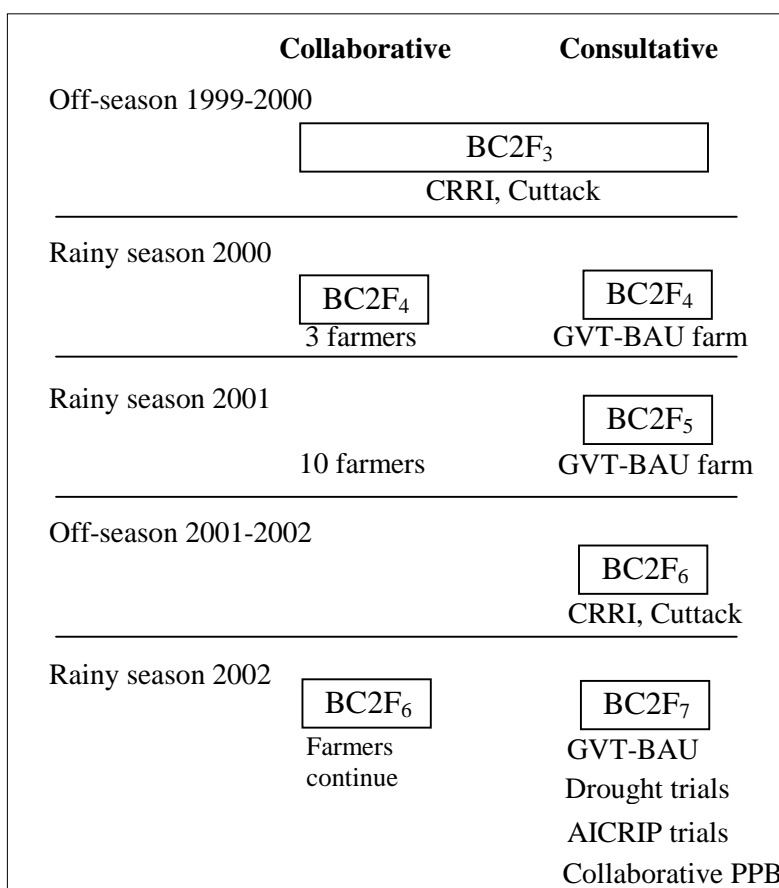 Collaborative Consultative
Off-season 1999-2000
BC2F₃
CRRI, Cuttack
Rainy season 2000
BC2F₄ BC2F₄
3 farmers GVT-BAU farm
Rainy season 2001
BC2F₅
10 farmers GVT-BAU farm
Off-season 2001-2002
BC2F₆
CRRI, Cuttack
Rainy season 2002
BC2F₆ BC2F₇
Farmers GVT-BAU
continue
Drought trials
AICRIP trials
Collaborative PPB